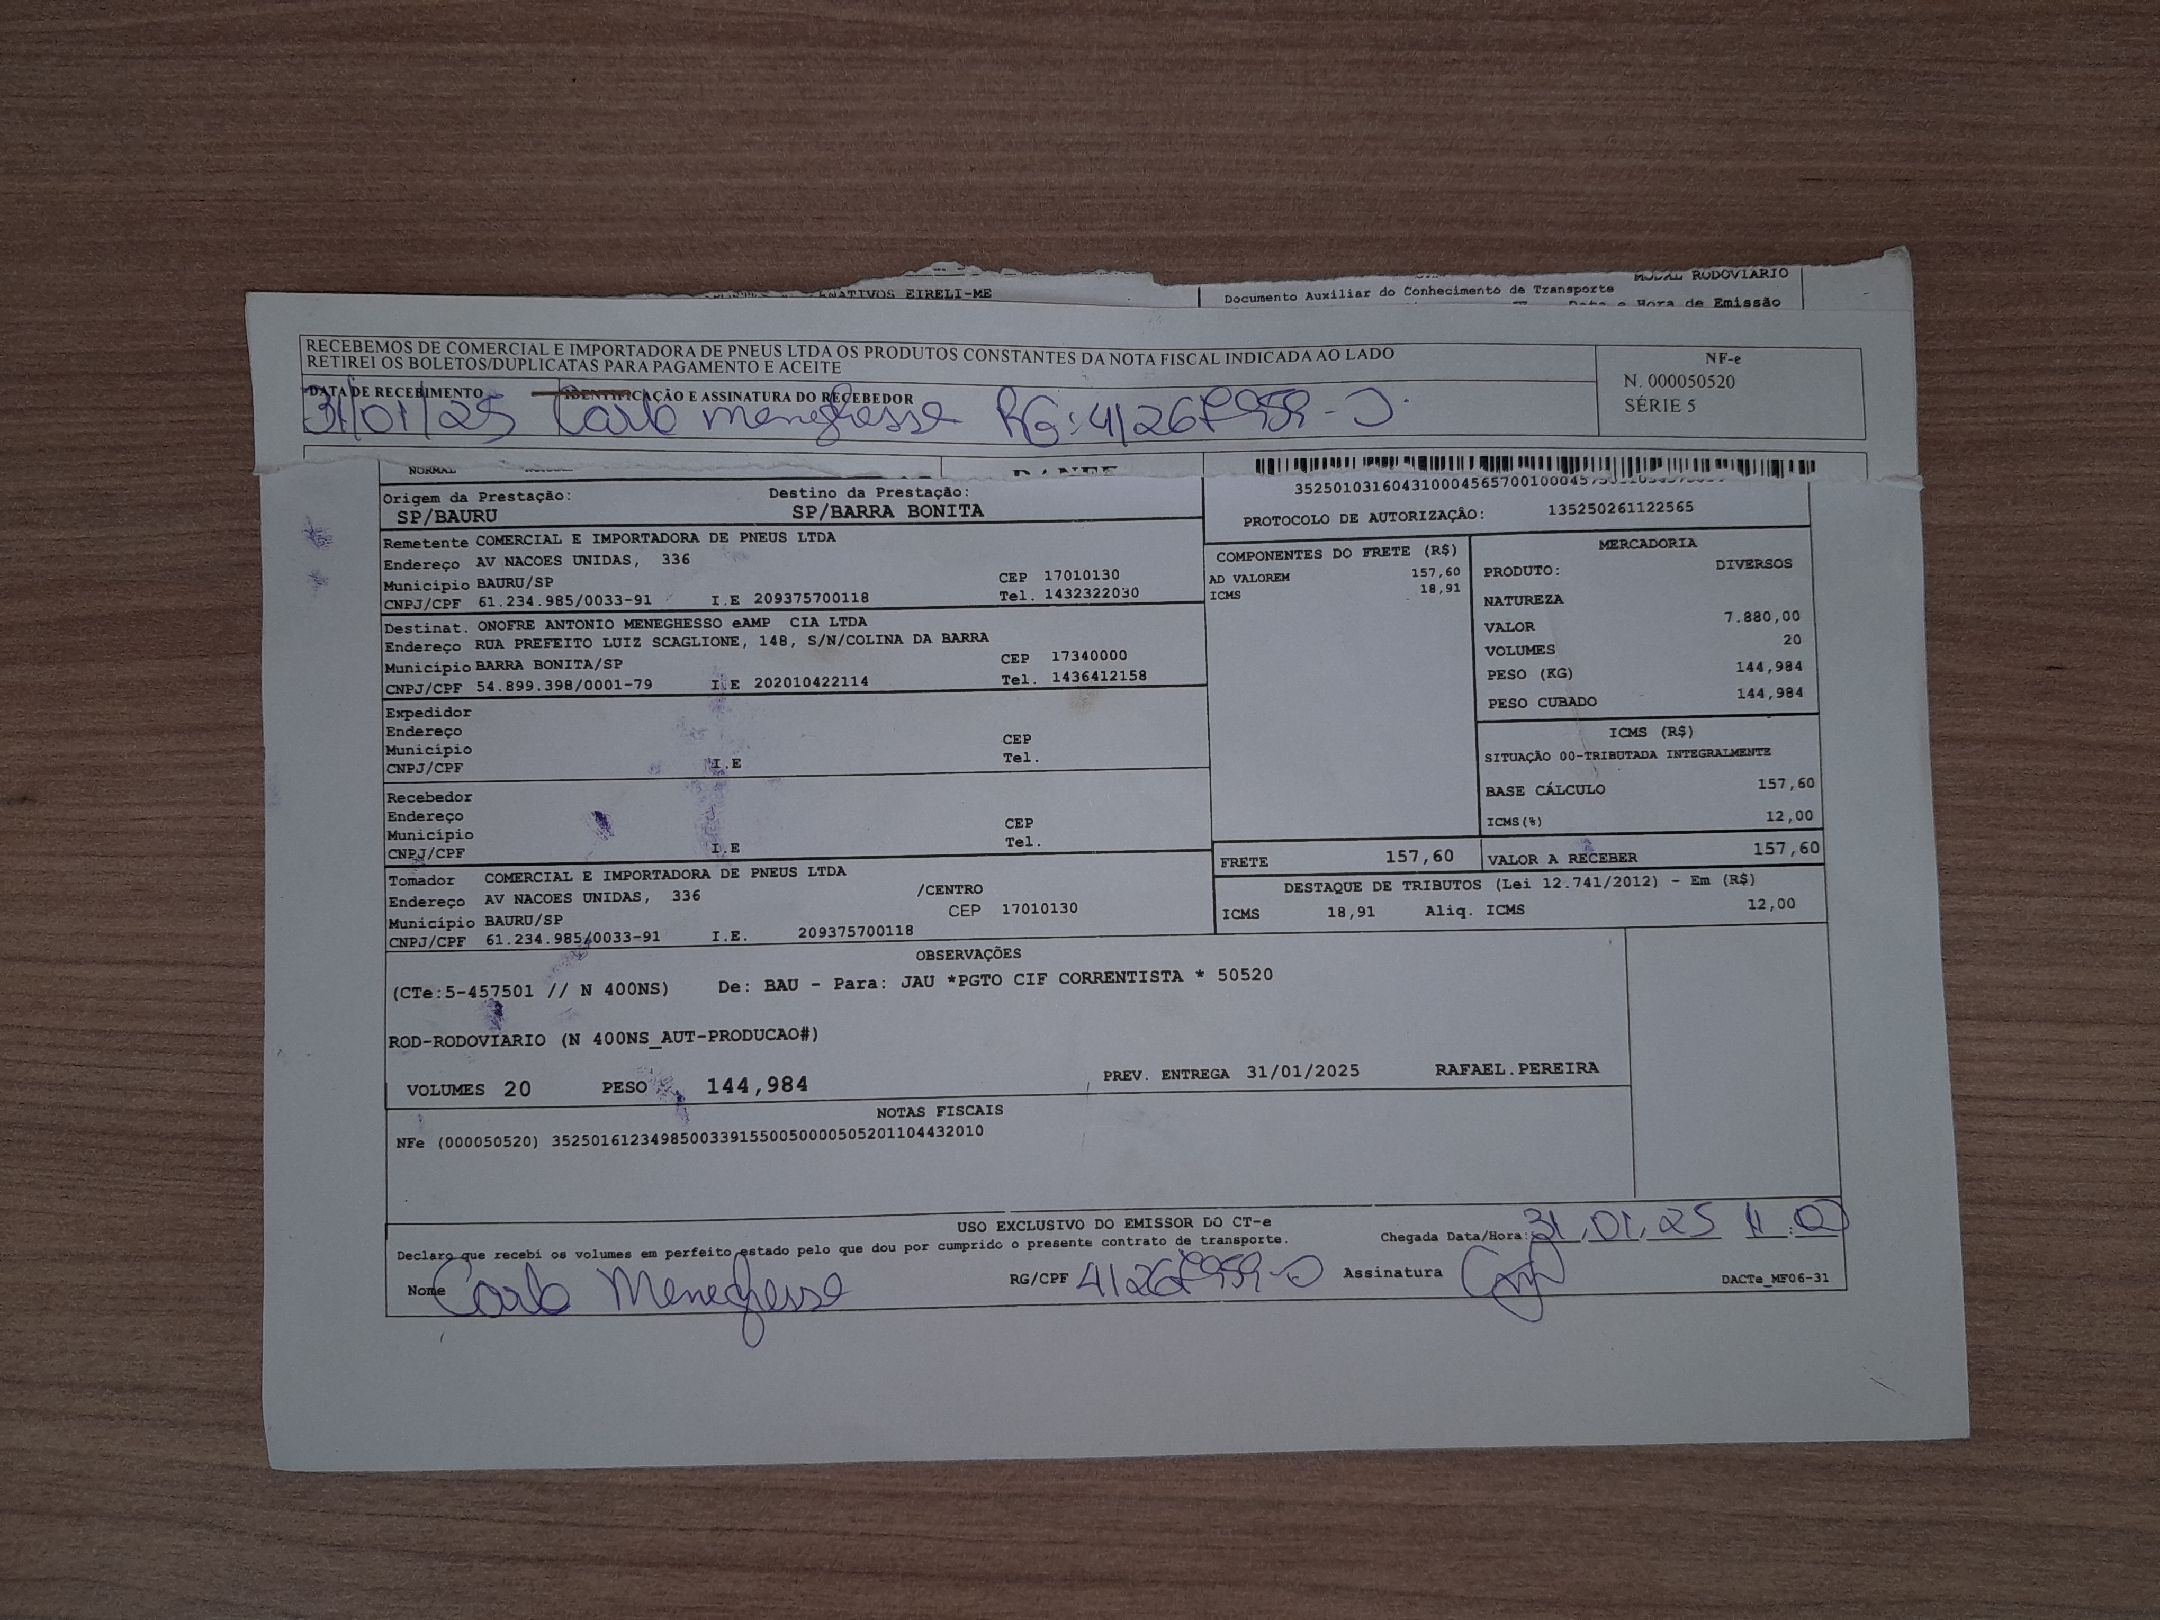 NATIVOS EIRELI-ME
MODAL RODOVIARIO
Documento Auxiliar do Conhecimento de Transporte
Data e Hora de Emissão
RECEBEMOS DE COMERCIAL E IMPORTADORA DE PNEUS LTDA OS PRODUTOS CONSTANTES DA NOTA FISCAL INDICADA AO LADO
RETIREI OS BOLETOS/DUPLICATAS PARA PAGAMENTO E ACEITE
NF-e
N. 000050520
SÉRIE 5
DATA DE RECEBIMENTO IDENTIFICAÇÃO E ASSINATURA DO RECEBEDOR
31/01/25 Carlo Meneghesse RG:
NORMAL
DANFE
Origem da Prestação: Destino da Prestação:
SP/BAURU SP/BARRA BONITA
PROTOCOLO DE AUTORIZAÇÂO: 135250261122565
Remetente COMERCIAL E IMPORTADORA DE PNEUS LTDA
Endereço AV NACOES UNIDAS, 336
Município BAURU/SP CEP 17010130
CNPJ/CPF 61.234.985/0033-91 I.E 209375700118 Tel. 1432322030
Destinat. ONOFRE ANTONIO MENEGHESSO eAMP CIA LTDA
Endereço RUA PREFEITO LUIZ SCAGLIONE, 148, S/N/COLINA DA BARRA
Município BARRA BONITA/SP CEP 17340000
CNPJ/CPF 54.899.398/0001-79 I.E 202010422114 Tel. 1436412158
Expedidor
Endereço
Município CEP
CNPJ/CPF I.E Tel.
Recebedor
Endereço
Município CEP
CNPJ/CPF I.E Tel.
Tomador COMERCIAL E IMPORTADORA DE PNEUS LTDA
Endereço AV NACOES UNIDAS, 336 /CENTRO
Município BAURU/SP CEP 17010130
CNPJ/CPF 61.234.985/0033-91 I.E. 209375700118
COMPONENTES DO FRETE (R$)
AD VALOREM 157,60
ICMS 18,91
MERCADORIA
PRODUTO: DIVERSOS
NATUREZA
VALOR 7.880,00
VOLUMES 20
PESO (KG) 144,984
PESO CUBADO 144,984
ICMS (R$)
SITUAÇÃO 00-TRIBUTADA INTEGRALMENTE
BASE CÁLCULO 157,60
ICMS(%) 12,00
FRETE 157,60 VALOR A RECEBER 157,60
DESTAQUE DE TRIBUTOS (Lei 12.741/2012) - Em (R$)
ICMS 18,91 Aliq. ICMS 12,00
OBSERVAÇÕES
(CTe:5-457501 // N 400NS) De: BAU - Para: JAU *PGTO CIF CORRENTISTA * 50520
ROD-RODOVIARIO (N 400NS_AUT-PRODUCAO#)
VOLUMES 20 PESO 144,984 PREV. ENTREGA 31/01/2025 RAFAEL.PEREIRA
NOTAS FISCAIS
NFe (000050520) 35250161234985003391550050000505201104432010
USO EXCLUSIVO DO EMISSOR DO CT-e
Declaro que recebi os volumes em perfeito estado pelo que dou por cumprido o presente contrato de transporte. Chegada Data/Hora: 31,01,25
Nome Carlo Meneghesse RG/CPF Assinatura DACTe_MF06-31